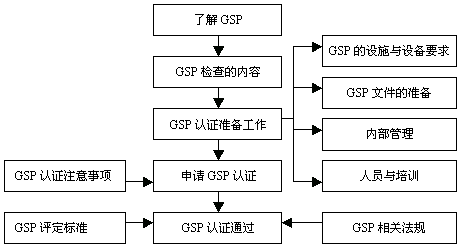 了解 GSP
GSP 检查的内容
GSP 认证准备工作
GSP 的设施与设备要求
GSP 文件的准备
内部管理
人员与培训
GSP 认证注意事项
申请 GSP 认证
GSP 评定标准
GSP 认证通过
GSP 相关法规